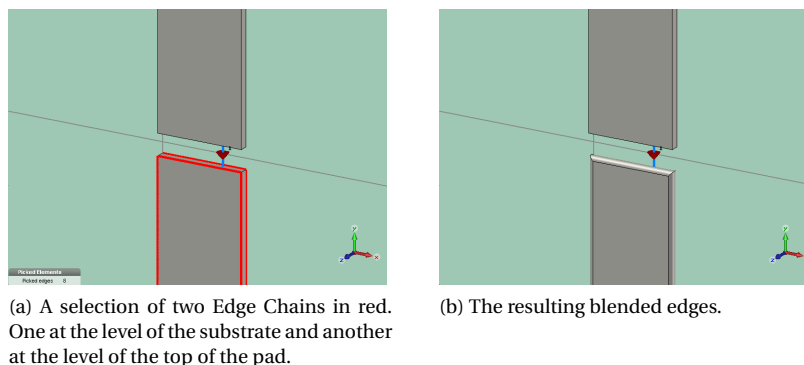 y
x
z
Picked Elements
Picked edges 8
y
z
(a) A selection of two Edge Chains in red.
One at the level of the substrate and another
at the level of the top of the pad.
(b) The resulting blended edges.